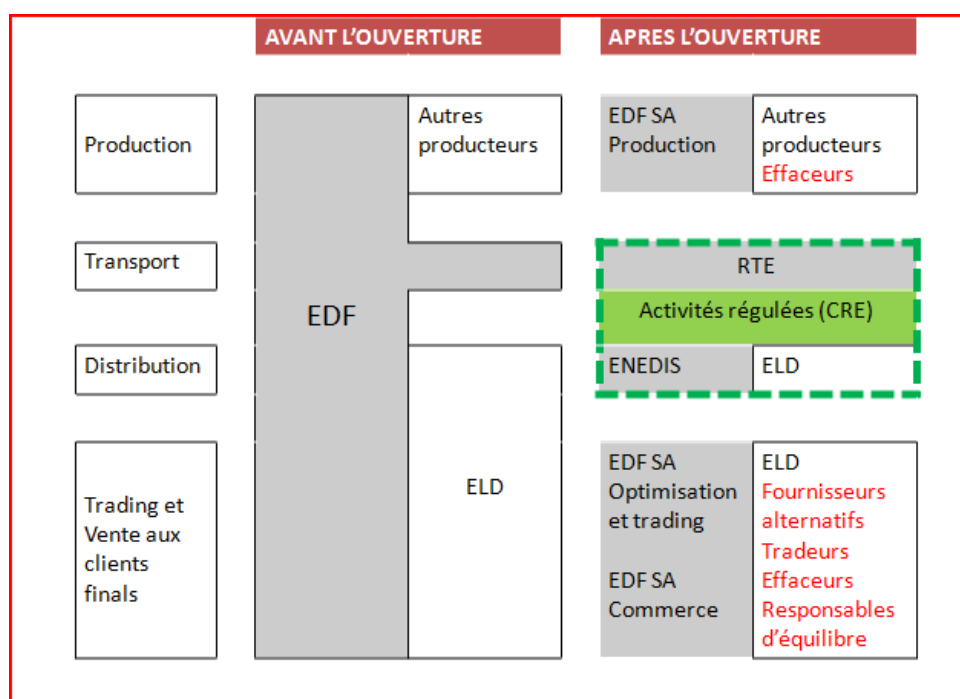 AVANT L'OUVERTURE
APRES L'OUVERTURE
Production
Autres
producteurs
EDF SA
Production
Autres
producteurs
Effaceurs
Transport
RTE
EDF
Activités régulées (CRE)
Distribution
ENEDIS
ELD
Trading et
Vente aux
clients
finals
ELD
EDF SA
Optimisation
et trading
EDF SA
Commerce
ELD
Fournisseurs
alternatifs
Tradeurs
Effaceurs
Responsables
d'équilibre